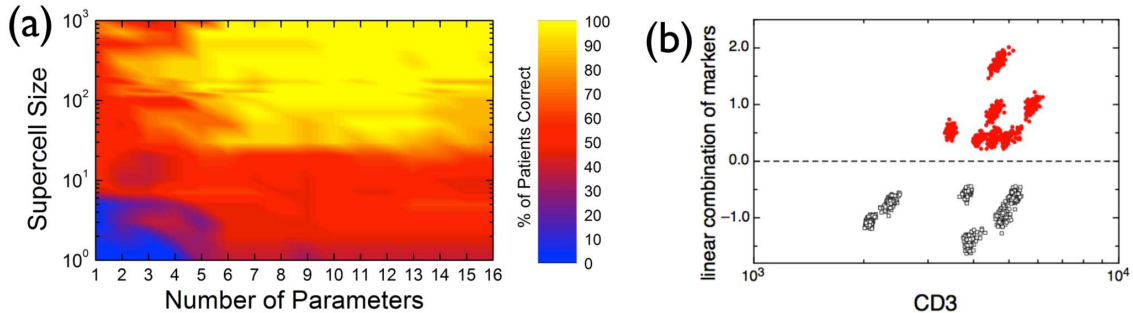 (a)
10³
10²
10¹
10⁰
Supercell Size
1 2 3 4 5 6 7 8 9 10 11 12 13 14 15 16
Number of Parameters
100
90
80
70
60
50
40
30
20
10
0
% of Patients Correct
(b)
2.0
1.0
0.0
−1.0
linear combination of markers
10³ 10⁴
CD3